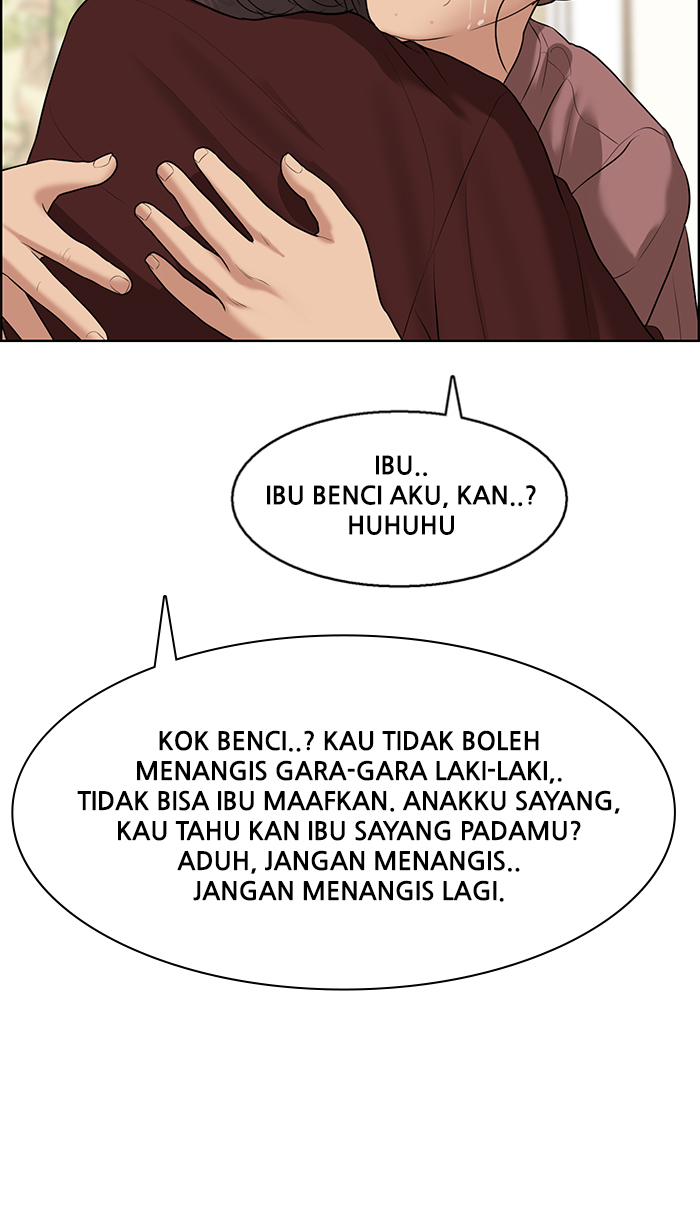 IBU..
IBU BENCI AKU, KAN..?
HUHUHU
KOK BENCI..? KAU TIDAK BOLEH
MENANGIS GARA-GARA LAKI-LAKI,.
TIDAK BISA IBU MAAFKAN. ANAKKU SAYANG,
KAU TAHU KAN IBU SAYANG PADAMU?
ADUH, JANGAN MENANGIS..
JANGAN MENANGIS LAGI.